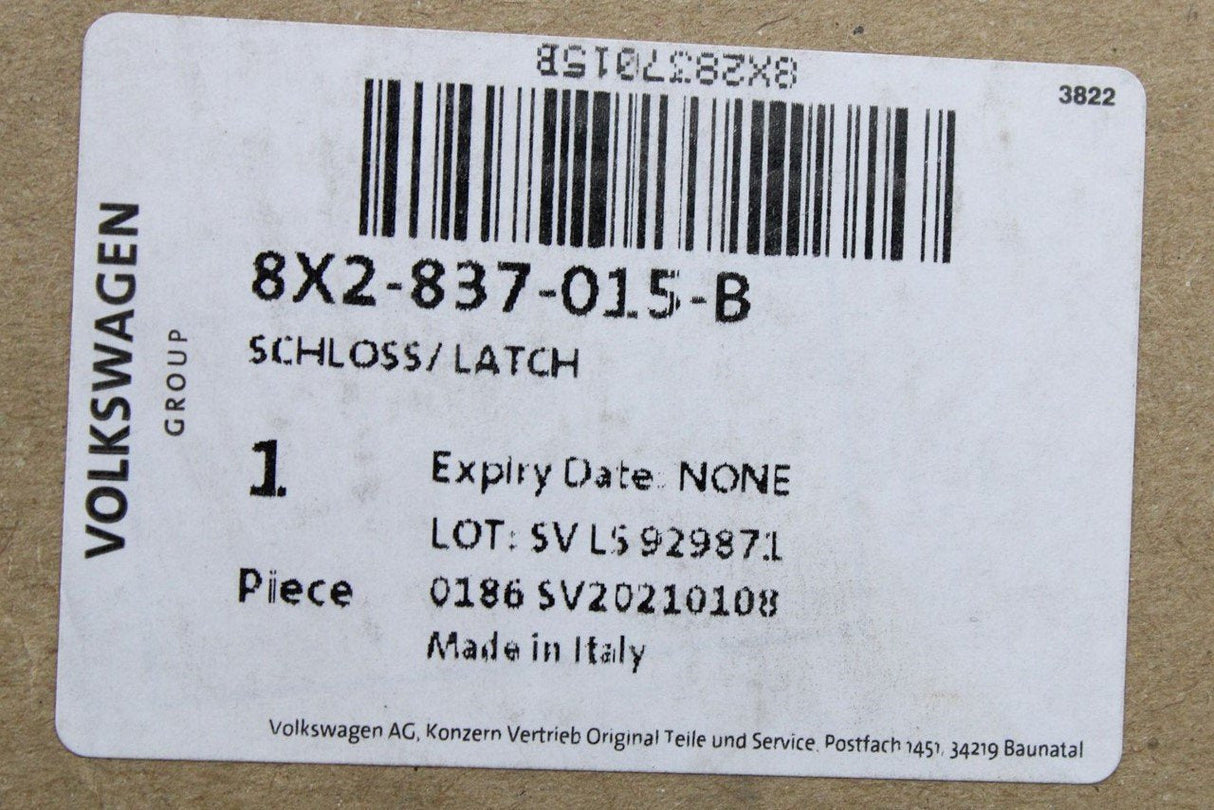 8X2837015B
3822
VOLKSWAGEN
GROUP
8X2-837-015-B
SCHLOSS/ LATCH
1
Piece
Expiry Date: NONE
LOT: SV LS 929871
0186 SV20210108
Made in Italy
Volkswagen AG, Konzern Vertrieb Original Teile und Service. Postfach 1451, 34219 Baunatal